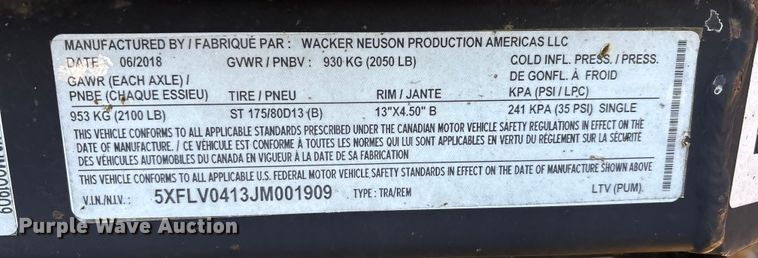 MANUFACTURED BY / FABRIQUÉ PAR : WACKER NEUSON PRODUCTION AMERICAS LLC
DATE 06/2018 GVWR / PNBV : 930 KG (2050 LB) COLD INFL. PRESS. / PRESS.
GAWR (EACH AXLE) / DE GONFL. À FROID
PNBE (CHAQUE ESSIEU) TIRE / PNEU RIM / JANTE KPA (PSI / LPC)
953 KG (2100 LB) ST 175/80D13 (B) 13"X4.50" B 241 KPA (35 PSI) SINGLE
THIS VEHICLE CONFORMS TO ALL APPLICABLE STANDARDS PRESCRIBED UNDER THE CANADIAN MOTOR VEHICLE SAFETY REGULATIONS IN EFFECT ON THE
DATE OF MANUFACTURE. / CE VÉHICULE EST CONFORME À TOUTES LES NORMES QUI LUI SONT APPLICABLES EN VERTU DU RÉGLEMENT SUR LA SÉCURITÉ
DES VÉHICULES AUTOMOBILES DU CANADA EN VIGUEUR À LA DATE DE SA FABRICATION
THIS VEHICLE CONFORMS TO ALL APPLICABLE U.S. FEDERAL MOTOR VEHICLE SAFETY STANDARDS IN EFFECT ON THE DATE OF MANUFACTURE SHOWN ABOVE.
V.I.N./N.I.V.: 5XFLV0413JM001909 TYPE: TRA/REM LTV (PUM).
Purple Wave Auction